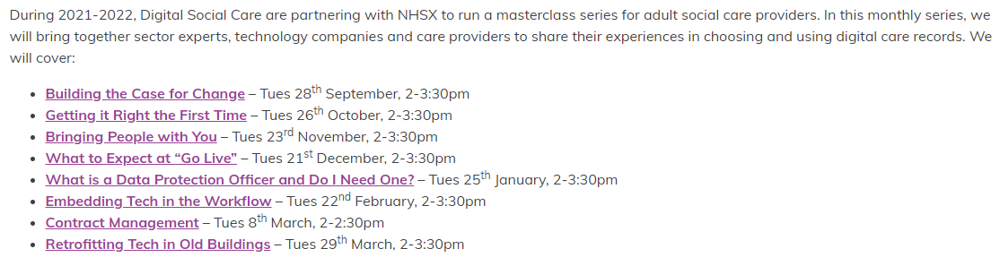 During 2021-2022, Digital Social Care are partnering with NHSX to run a masterclass series for adult social care providers. In this monthly series, we
will bring together sector experts, technology companies and care providers to share their experiences in choosing and using digital care records. We
will cover:
• Building the Case for Change – Tues 28th September, 2-3:30pm
• Getting it Right the First Time – Tues 26th October, 2-3:30pm
• Bringing People with You – Tues 23rd November, 2-3:30pm
• What to Expect at “Go Live” – Tues 21st December, 2-3:30pm
• What is a Data Protection Officer and Do I Need One? – Tues 25th January, 2-3:30pm
• Embedding Tech in the Workflow – Tues 22nd February, 2-3:30pm
• Contract Management – Tues 8th March, 2-2:30pm
• Retrofitting Tech in Old Buildings – Tues 29th March, 2-3:30pm